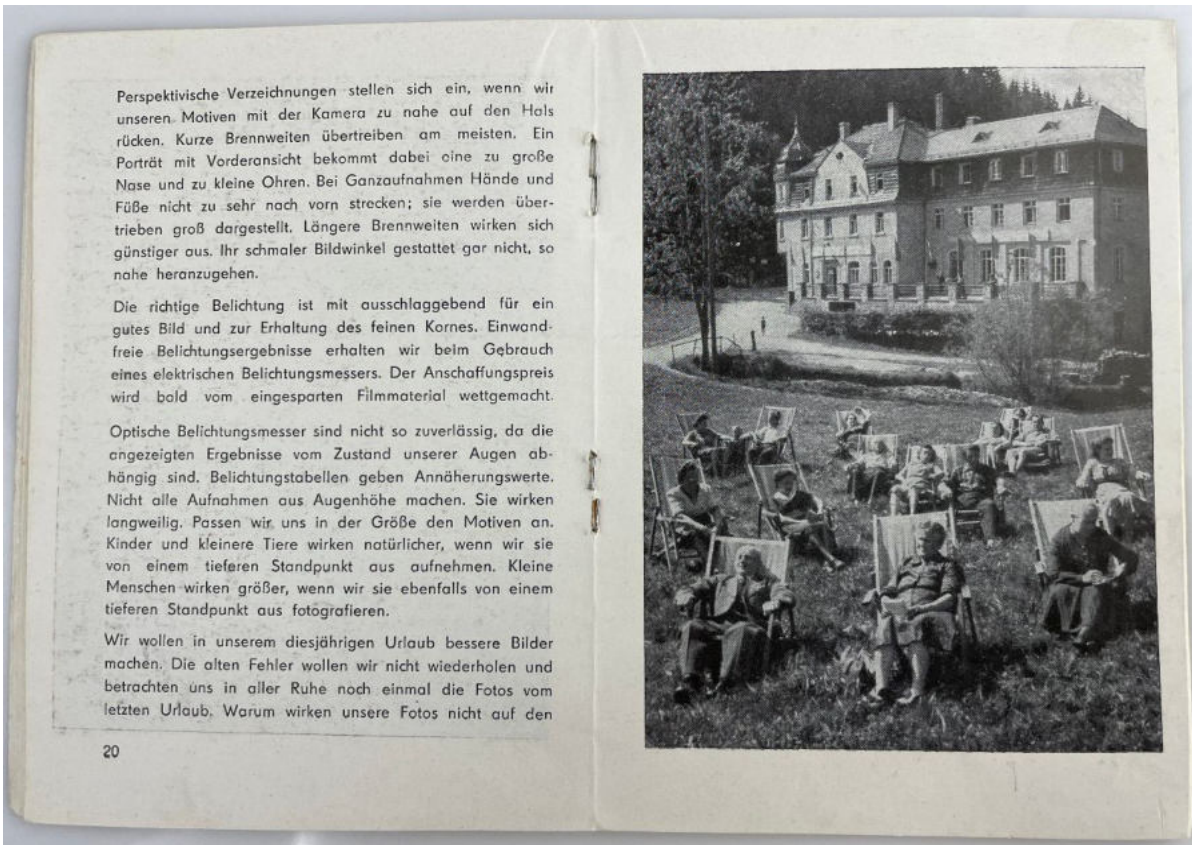 Perspektivische Verzeichnungen stellen sich ein, wenn wir
unseren Motiven mit der Kamera zu nahe auf den Hals
rücken. Kurze Brennweiten übertreiben am meisten. Ein
Porträt mit Vorderansicht bekommt dabei eine zu große
Nase und zu kleine Ohren. Bei Ganzaufnahmen Hände und
Füße nicht zu sehr nach vorn strecken; sie werden über-
trieben groß dargestellt. Längere Brennweiten wirken sich
günstiger aus. Ihr schmaler Bildwinkel gestattet gar nicht, so
nahe heranzugehen.
Die richtige Belichtung ist mit ausschlaggebend für ein
gutes Bild und zur Erhaltung des feinen Kornes. Einwand-
freie Belichtungsergebnisse erhalten wir beim Gebrauch
eines elektrischen Belichtungsmessers. Der Anschaffungspreis
wird bald vom eingesparten Filmmaterial wettgemacht.
Optische Belichtungsmesser sind nicht so zuverlässig, da die
angezeigten Ergebnisse vom Zustand unserer Augen ab-
hängig sind. Belichtungstabellen geben Annäherungswerte.
Nicht alle Aufnahmen aus Augenhöhe machen. Sie wirken
langweilig. Passen wir uns in der Größe den Motiven an.
Kinder und kleinere Tiere wirken natürlicher, wenn wir sie
von einem tieferen Standpunkt aus aufnehmen. Kleine
Menschen wirken größer, wenn wir sie ebenfalls von einem
tieferen Standpunkt aus fotografieren.
Wir wollen in unserem diesjährigen Urlaub bessere Bilder
machen. Die alten Fehler wollen wir nicht wiederholen und
betrachten uns in aller Ruhe noch einmal die Fotos vom
letzten Urlaub. Warum wirken unsere Fotos nicht auf den
20